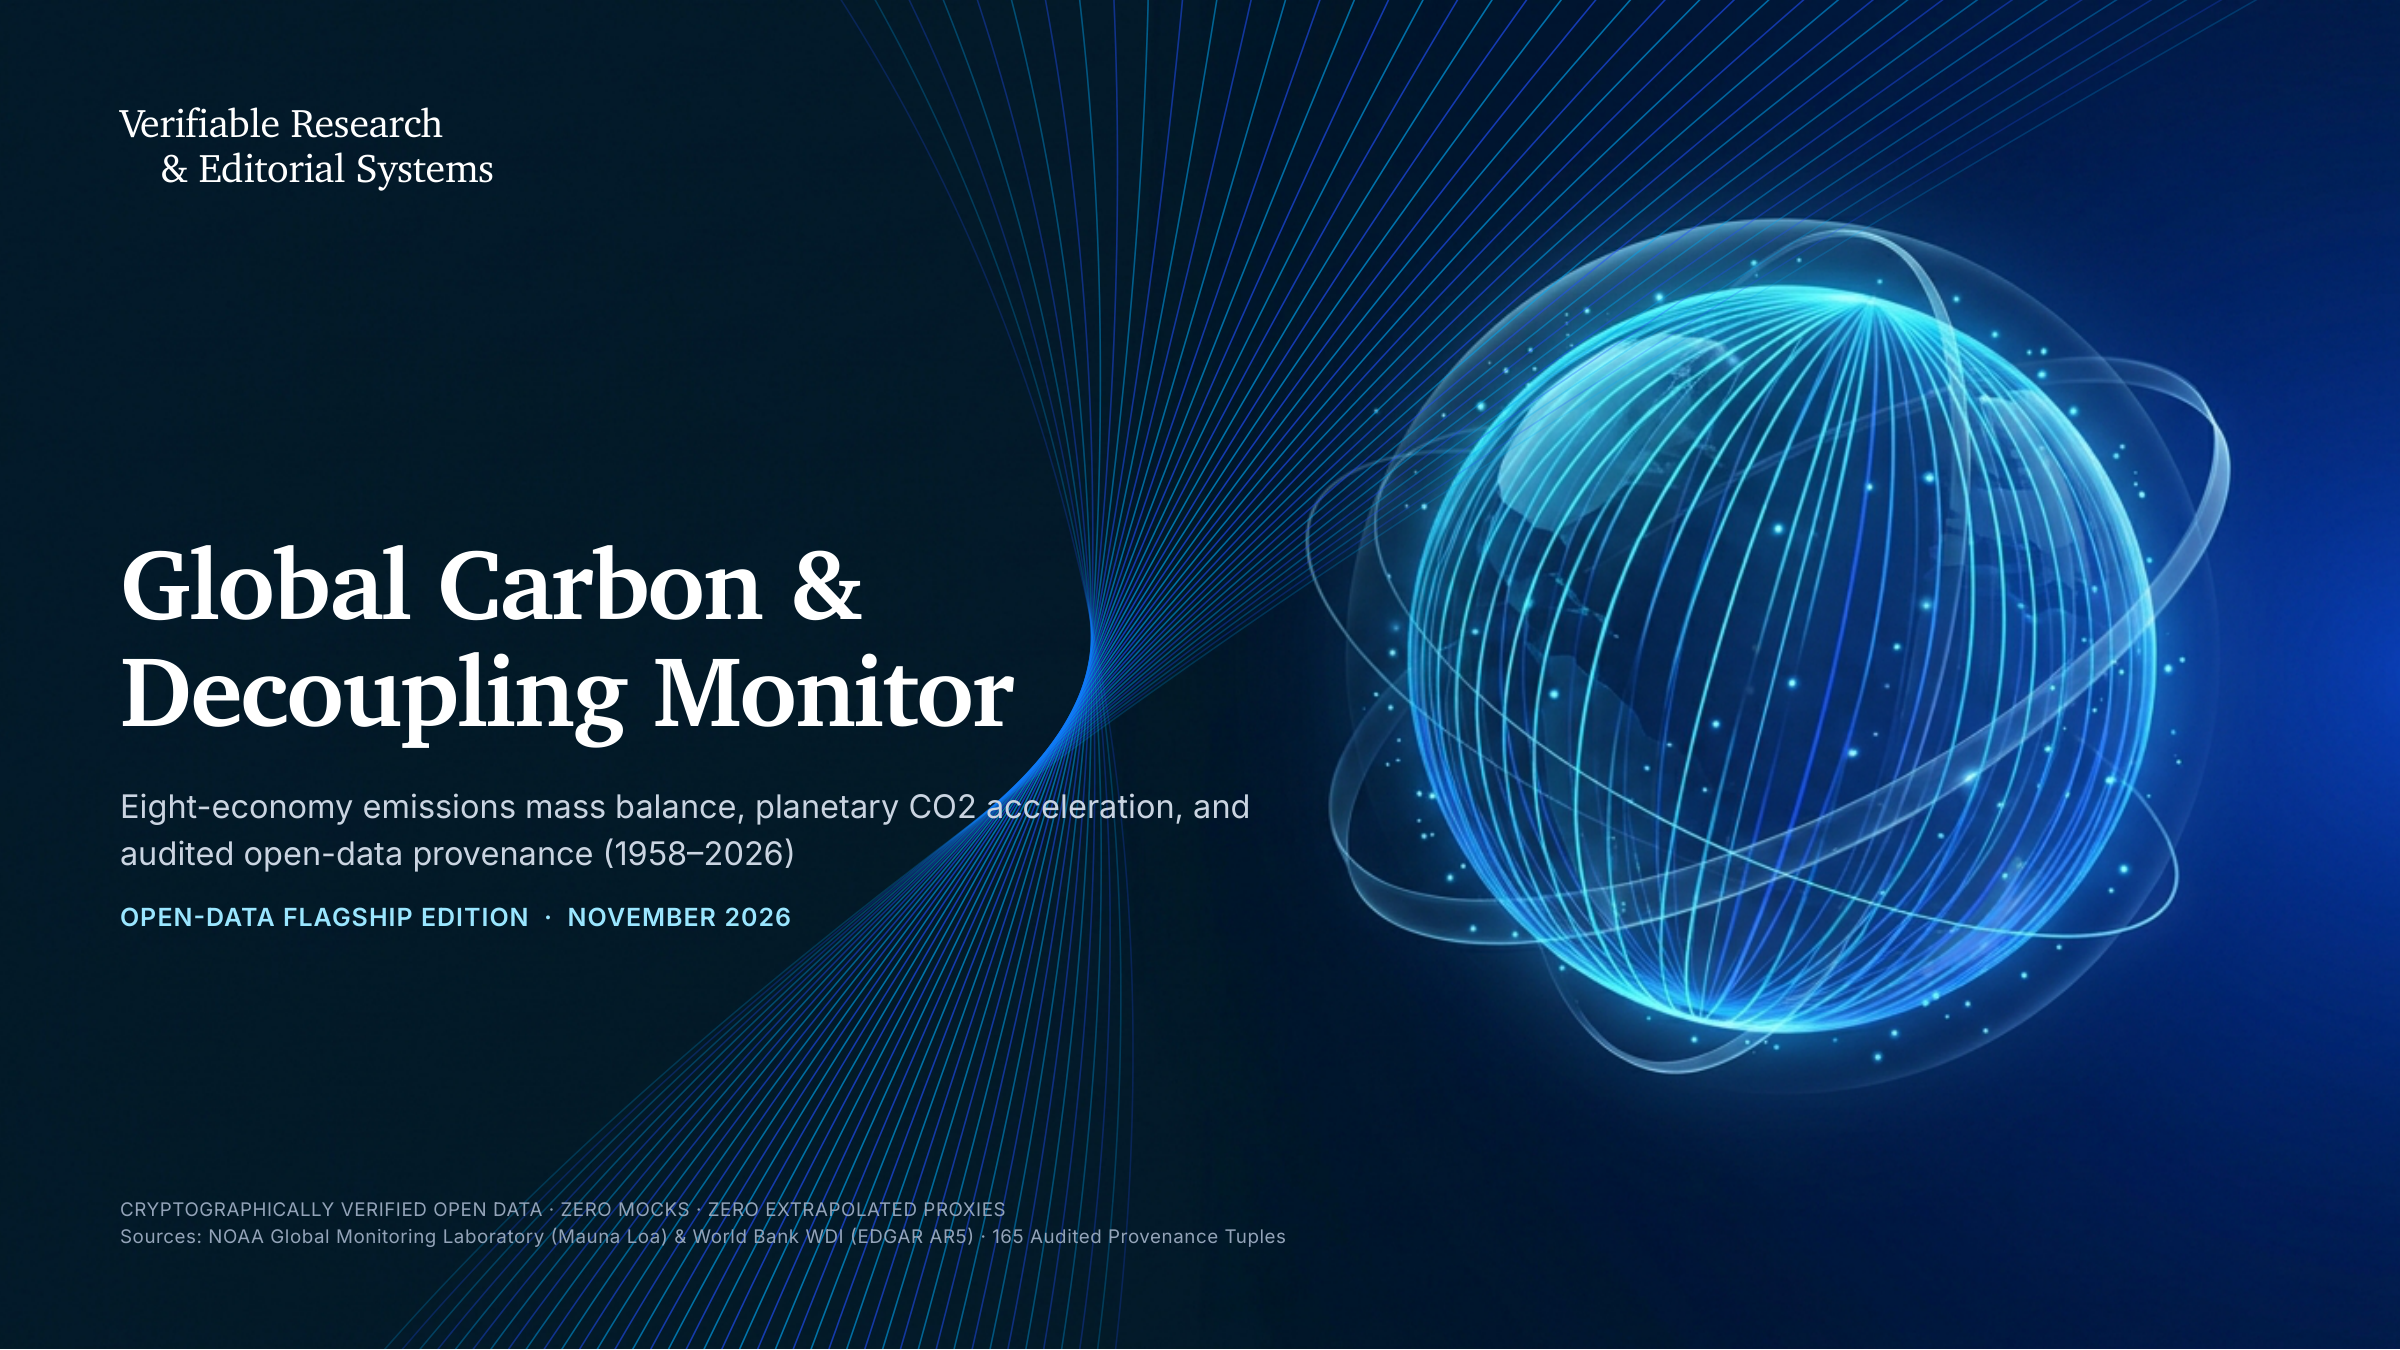 Verifiable Research
& Editorial Systems
Global Carbon &
Decoupling Monitor
Eight-economy emissions mass balance, planetary CO2 acceleration, and
audited open-data provenance (1958–2026)
OPEN-DATA FLAGSHIP EDITION · NOVEMBER 2026
CRYPTOGRAPHICALLY VERIFIED OPEN DATA · ZERO MOCKS · ZERO EXTRAPOLATED PROXIES
Sources: NOAA Global Monitoring Laboratory (Mauna Loa) & World Bank WDI (EDGAR AR5) · 165 Audited Provenance Tuples